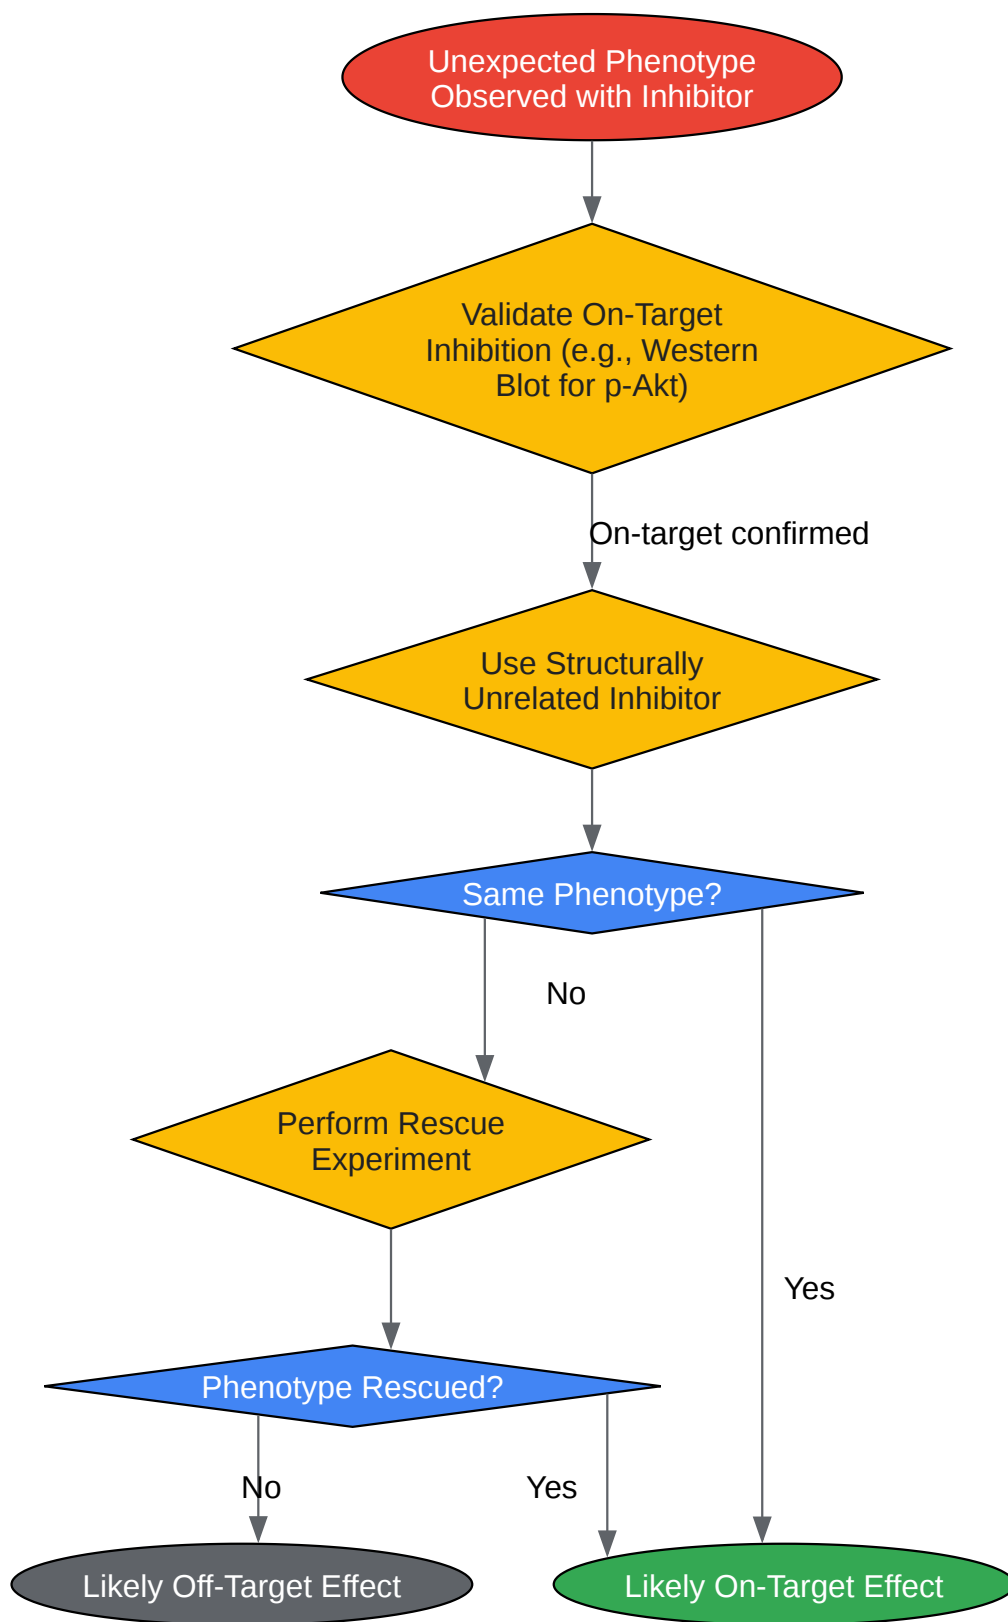 Unexpected Phenotype
Observed with Inhibitor
Validate On-Target
Inhibition (e.g., Western
Blot for p-Akt)
On-target confirmed
Use Structurally
Unrelated Inhibitor
Same Phenotype?
No
Perform Rescue
Experiment
Yes
Phenotype Rescued?
No
Yes
Likely Off-Target Effect
Likely On-Target Effect